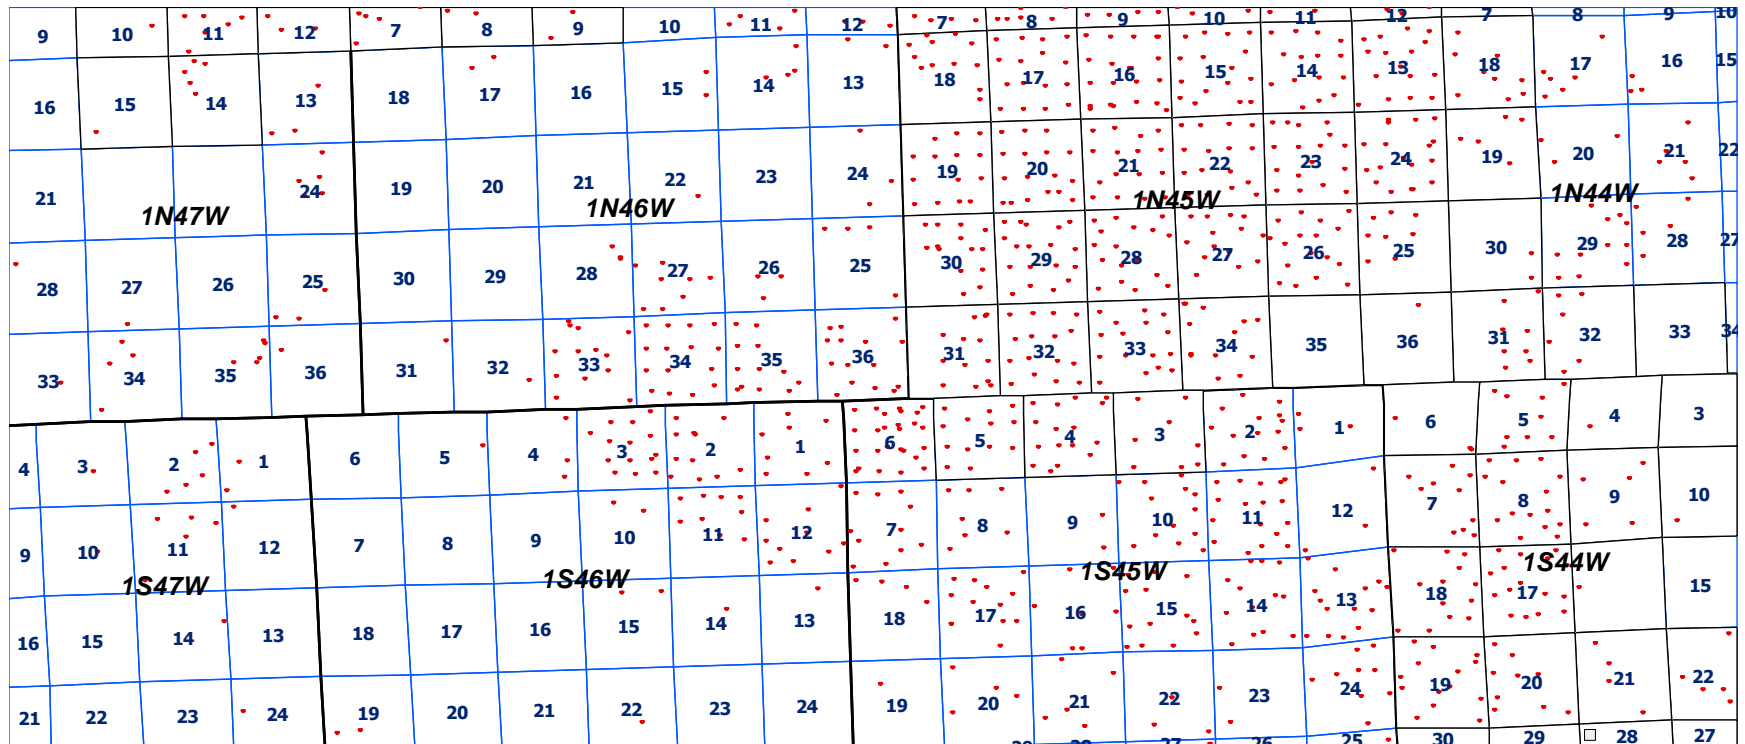 9 10 11 12 7 8 9 10 11 12 7 8 9 10 11 12 7 8 9 10
16 15 14 13 18 17 16 15 14 13 18 17 16 15 14 13 18 17 16 15
21 24 19 20 21 22 23 24 19 20 21 22 23 24 19 20 21 22
1N47W 1N46W 1N45W 1N44W
28 27 26 25 30 29 28 27 26 25 30 29 28 27 26 25 30 29 28 27
33 34 35 36 31 32 33 34 35 36 31 32 33 34 35 36 31 32 33 34
4 3 2 1 6 5 4 3 2 1 6 5 4 3 2 1 6 5 4 3
9 10 11 12 7 8 9 10 11 12 7 8 9 10 11 12 7 8 9 10
1S47W 1S46W 1S45W 1S44W
16 15 14 13 18 17 16 15 14 13 18 17 16 15 14 13 18 17 15
21 22 23 24 19 20 21 22 23 24 19 20 21 22 23 24 19 20 21 22
29 28 27 26 25 30 29 28 27